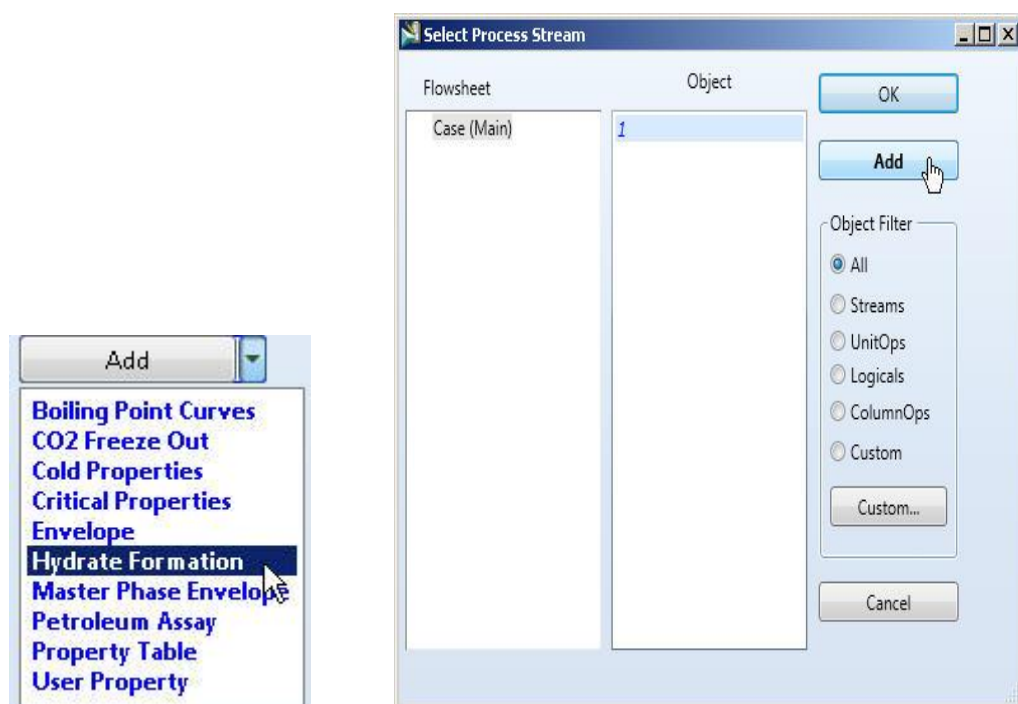 Add
Boiling Point Curves
CO2 Freeze Out
Cold Properties
Critical Properties
Envelope
Hydrate Formation
Master Phase Envelope
Petroleum Assay
Property Table
User Property
Select Process Stream
Flowsheet
Object
Case (Main)
1
OK
Add
Object Filter
All
Streams
UnitOps
Logicals
ColumnOps
Custom
Custom...
Cancel